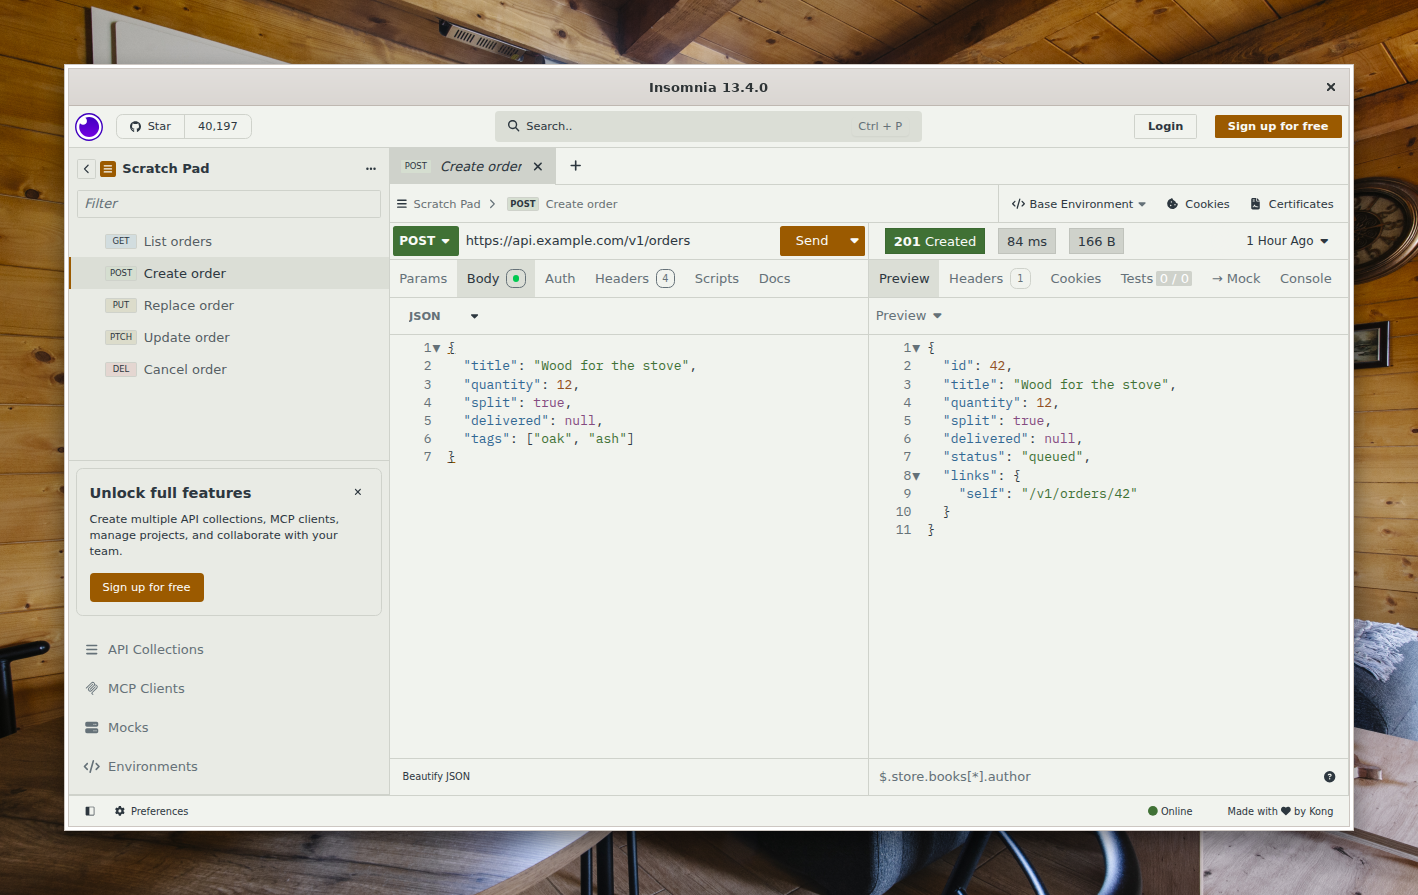 Insomnia 13.4.0
Star 40,197
Search.. Ctrl + P
Login
Sign up for free
Scratch Pad
Filter
GET List orders
POST Create order
PUT Replace order
PTCH Update order
DEL Cancel order
Unlock full features
Create multiple API collections, MCP clients,
manage projects, and collaborate with your
team.
Sign up for free
API Collections
MCP Clients
Mocks
Environments
POST Create order
Scratch Pad POST Create order
Base Environment Cookies Certificates
POST https://api.example.com/v1/orders Send
201 Created 84 ms 166 B 1 Hour Ago
Params Body Auth Headers 4 Scripts Docs
JSON
1 {
2 "title": "Wood for the stove",
3 "quantity": 12,
4 "split": true,
5 "delivered": null,
6 "tags": ["oak", "ash"]
7 }
Beautify JSON
Preview Headers 1 Cookies Tests 0 / 0 → Mock Console
Preview
1 {
2 "id": 42,
3 "title": "Wood for the stove",
4 "quantity": 12,
5 "split": true,
6 "delivered": null,
7 "status": "queued",
8 "links": {
9 "self": "/v1/orders/42"
10 }
11 }
$.store.books[*].author
Preferences
Online
Made with ♥ by Kong